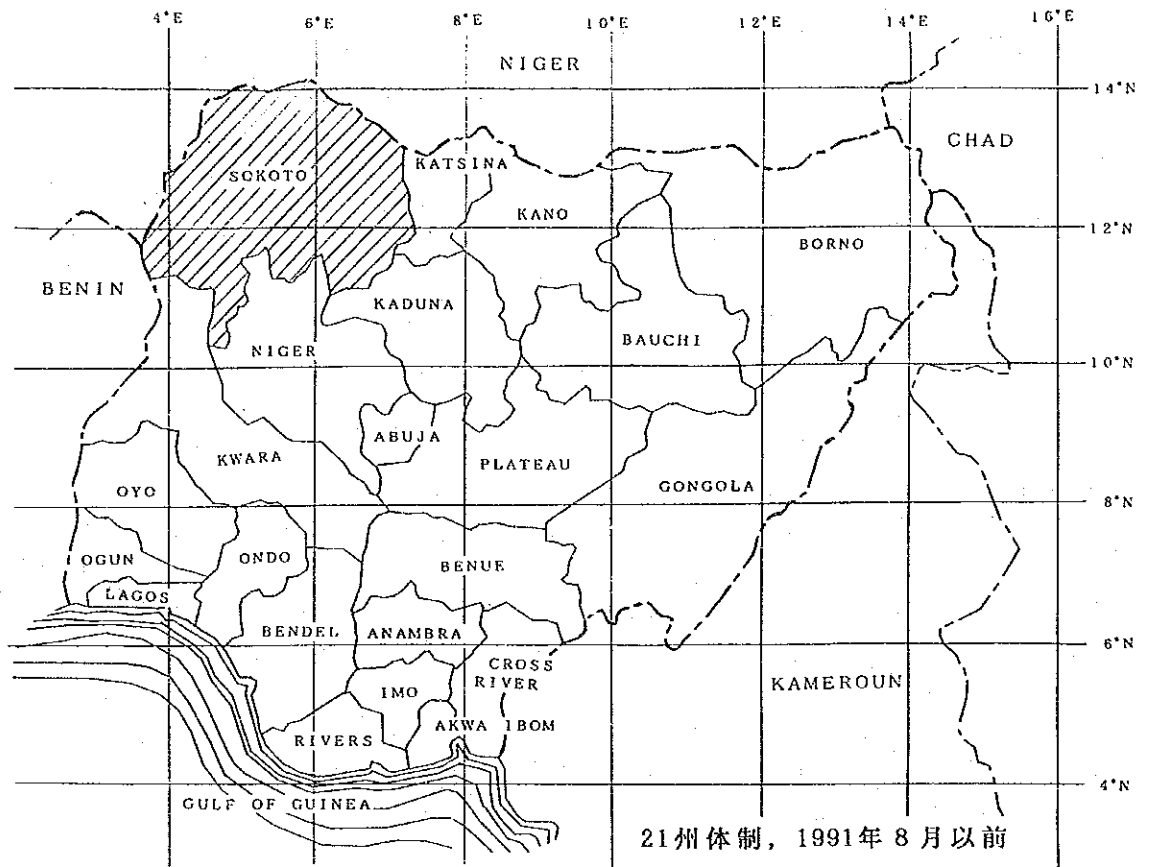 4°E 6°E 8°E 10°E 12°E 14°E 16°E
NIGER
14°N
CHAD
KATSINA
SOKOTO
KANO
12°N
BORNO
BENIN
KADUNA
BAUCHI
NIGER
10°N
ABUJA
KWARA
PLATEAU
GONGOLA
OYO
8°N
OGUN
ONDO
BENUE
LAGOS
BENDEL
ANAMBRA
6°N
CROSS
RIVER
IMO
KAMEROUN
AKWA IBOM
RIVERS
4°N
GULF OF GUINEA
21州体制, 1991年8月以前